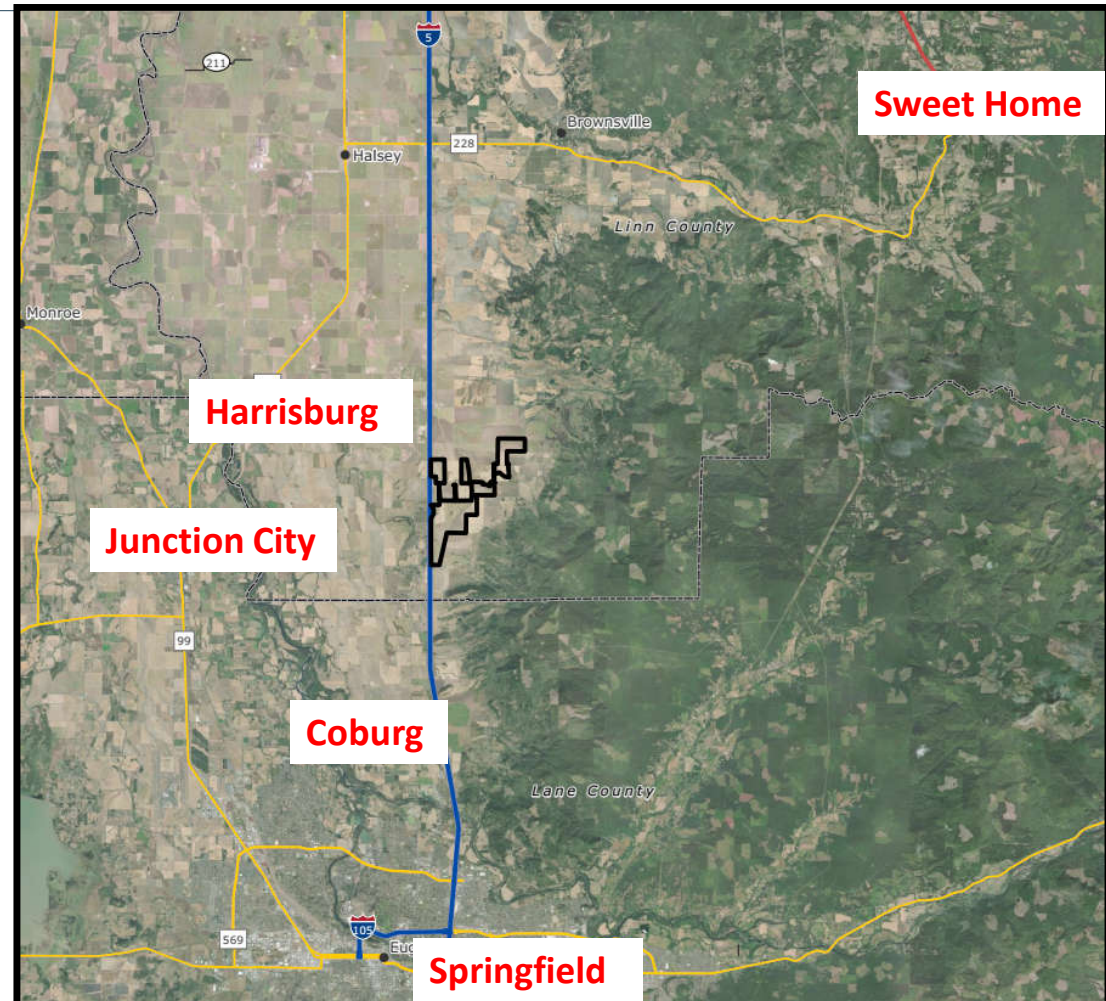 5
211
Sweet Home
Brownsville
228
Halsey
Linn County
Monroe
Harrisburg
Junction City
99
Coburg
Lane County
105
569
Springfield